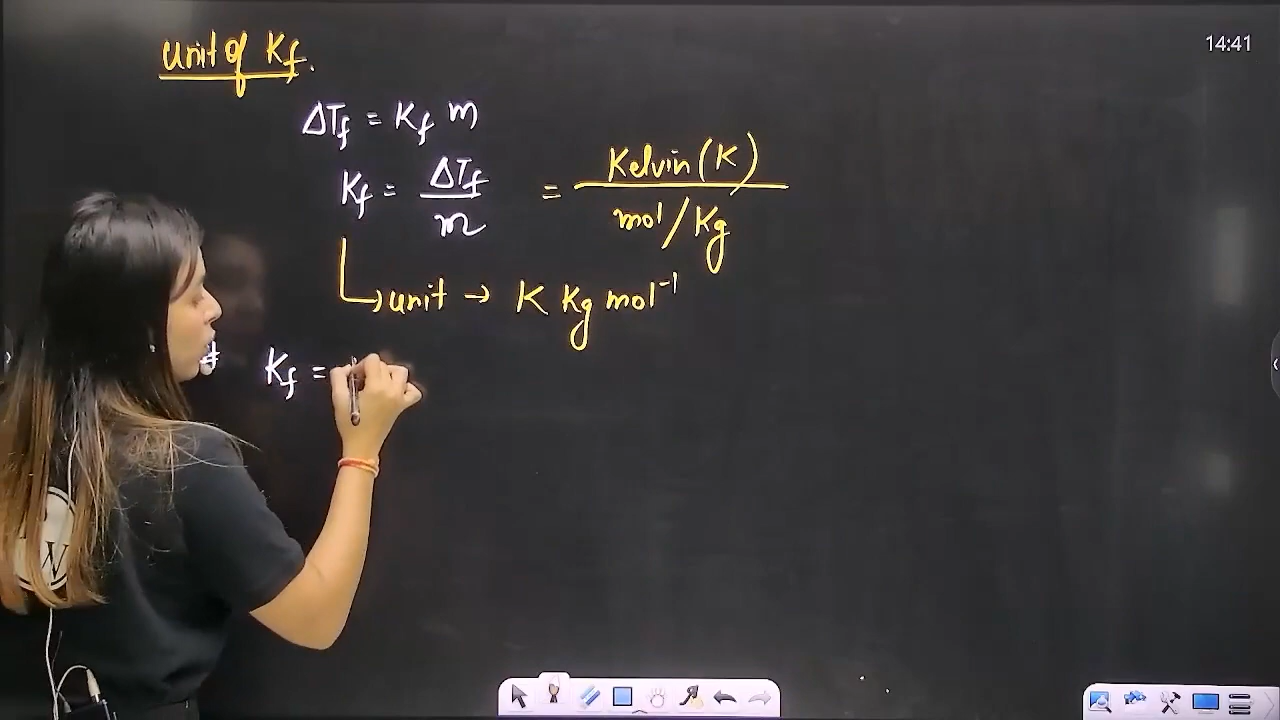 14:41
Unit of Kf.
ΔTf = Kf m
Kf = ΔTf / m = Kelvin (K) / mol/Kg
unit → K Kg mol⁻¹
# Kf =
W